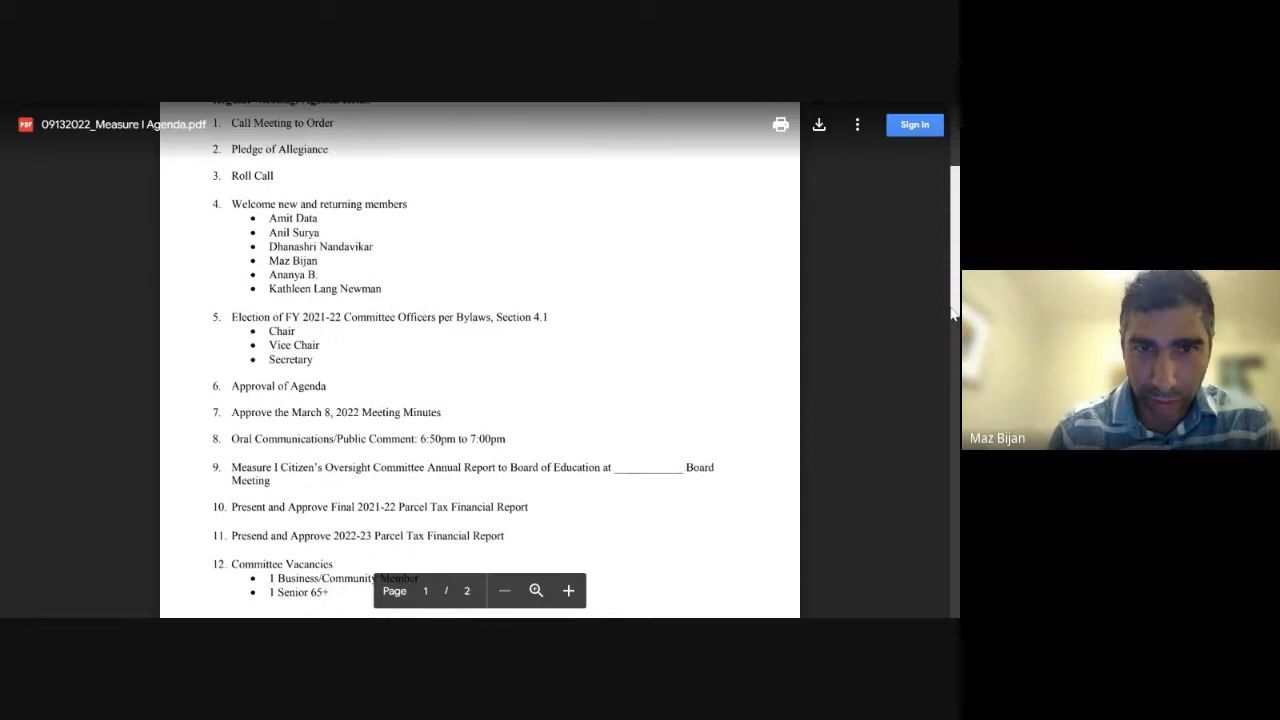 Regular Meeting: Agenda Items
09132022_Measure I Agenda.pdf
Sign In
1. Call Meeting to Order
2. Pledge of Allegiance
3. Roll Call
4. Welcome new and returning members
• Amit Data
• Anil Surya
• Dhanashri Nandavikar
• Maz Bijan
• Ananya B.
• Kathleen Lang Newman
5. Election of FY 2021-22 Committee Officers per Bylaws, Section 4.1
• Chair
• Vice Chair
• Secretary
6. Approval of Agenda
7. Approve the March 8, 2022 Meeting Minutes
8. Oral Communications/Public Comment: 6:50pm to 7:00pm
9. Measure I Citizen's Oversight Committee Annual Report to Board of Education at ____________ Board
Meeting
10. Present and Approve Final 2021-22 Parcel Tax Financial Report
11. Presend and Approve 2022-23 Parcel Tax Financial Report
12. Committee Vacancies
• 1 Business/Community Member
• 1 Senior 65+
Page 1 / 2
Maz Bijan